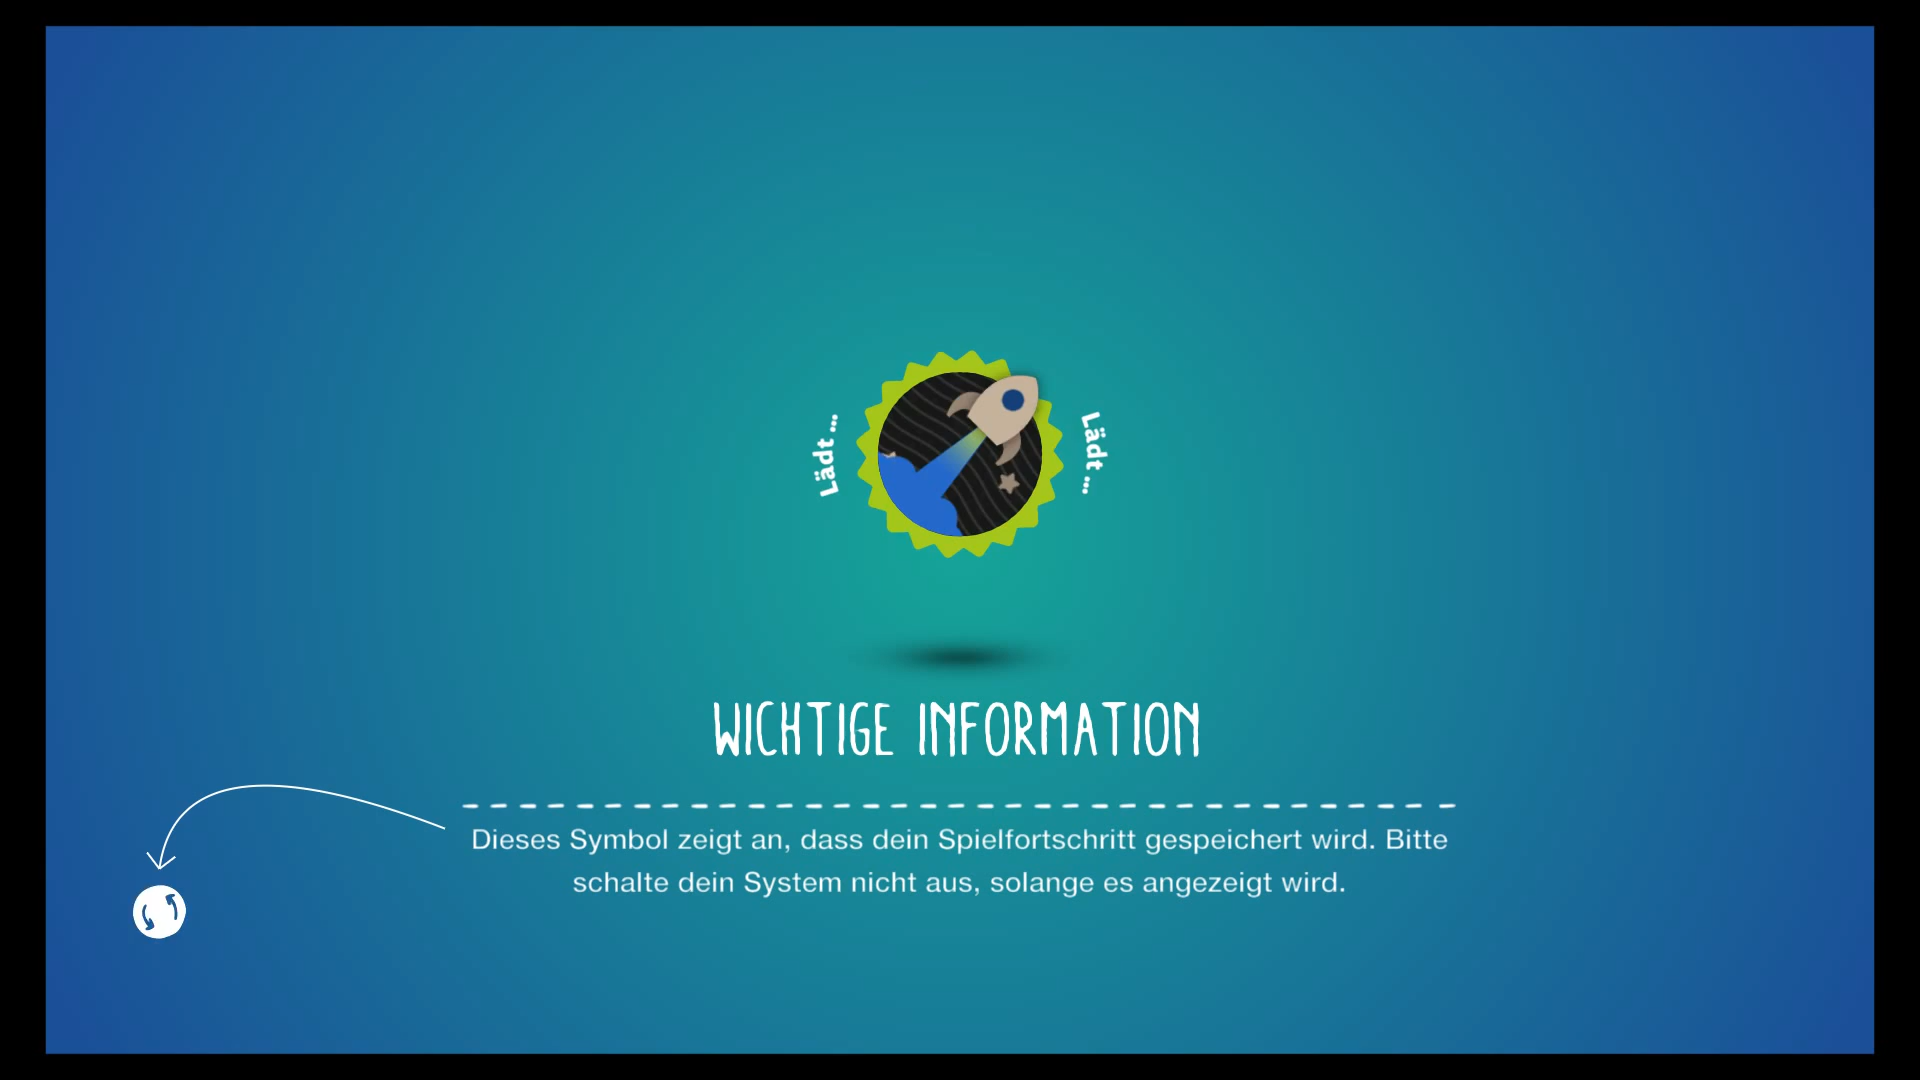 Lädt ...
Lädt ...
WICHTIGE INFORMATION
Dieses Symbol zeigt an, dass dein Spielfortschritt gespeichert wird. Bitte
schalte dein System nicht aus, solange es angezeigt wird.